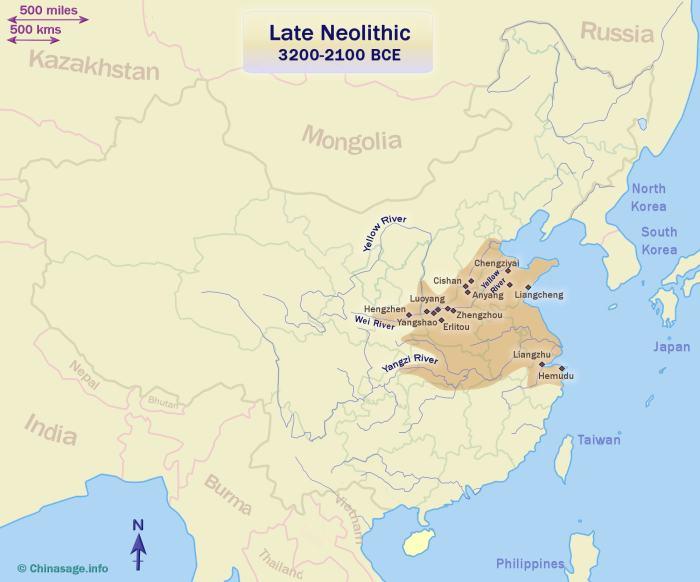 500 miles
500 kms
Late Neolithic
3200-2100 BCE
Russia
Kazakhstan
Mongolia
North
Korea
South
Korea
Yellow River
Chengziyai
Cishan
Yellow
River
Anyang
Liangcheng
Luoyang
Hengzhen
Zhengzhou
Wei River
Yangshao
Erlitou
Japan
Yangzi River
Liangzhu
Hemudu
Nepal
Bhutan
India
Taiwan
Burma
Vietnam
N
Thailand
Philippines
© Chinasage.info